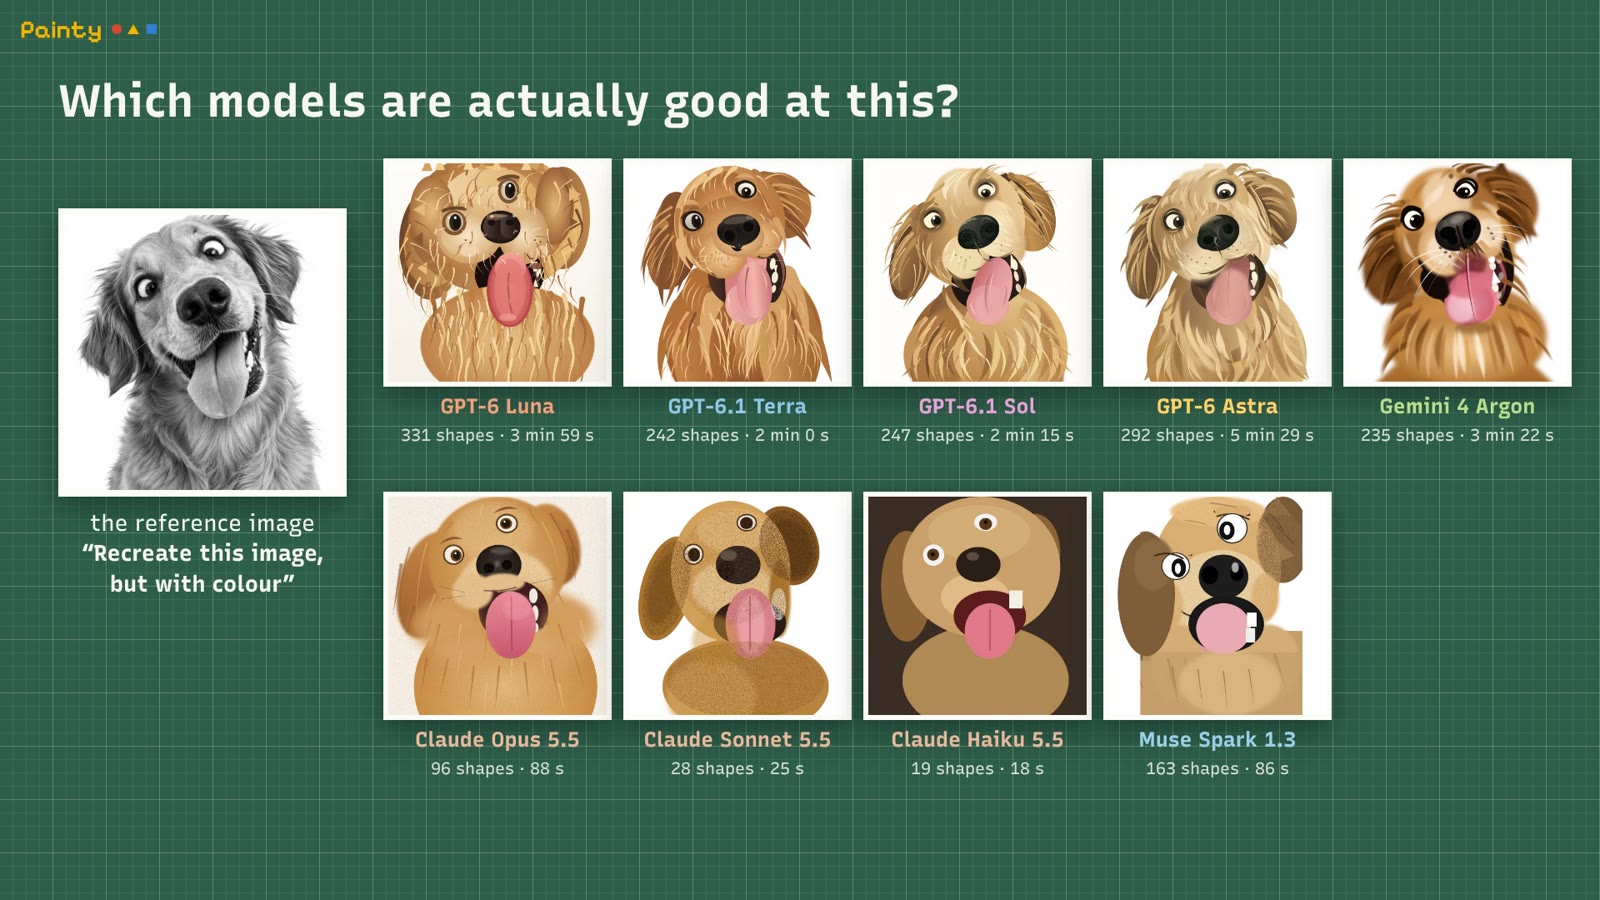 Painty
Which models are actually good at this?
the reference image
“Recreate this image,
but with colour”
GPT-6 Luna
331 shapes · 3 min 59 s
GPT-6.1 Terra
242 shapes · 2 min 0 s
GPT-6.1 Sol
247 shapes · 2 min 15 s
GPT-6 Astra
292 shapes · 5 min 29 s
Gemini 4 Argon
235 shapes · 3 min 22 s
Claude Opus 5.5
96 shapes · 88 s
Claude Sonnet 5.5
28 shapes · 25 s
Claude Haiku 5.5
19 shapes · 18 s
Muse Spark 1.3
163 shapes · 86 s